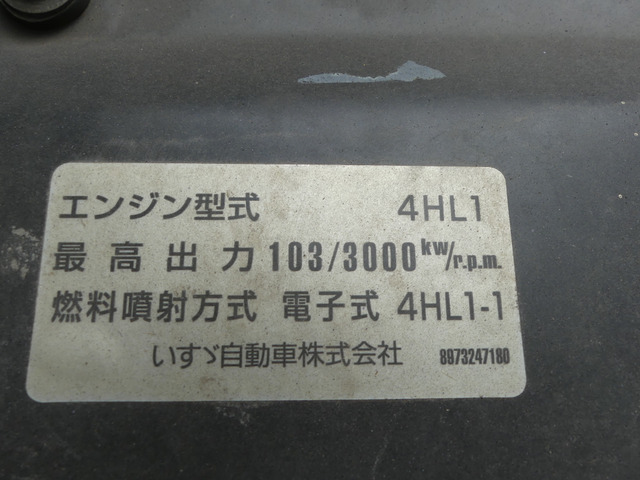 エンジン型式 4HL1
最高出力 103/3000 kw/r.p.m.
燃料噴射方式 電子式 4HL1-1
いすゞ自動車株式会社 8973247180